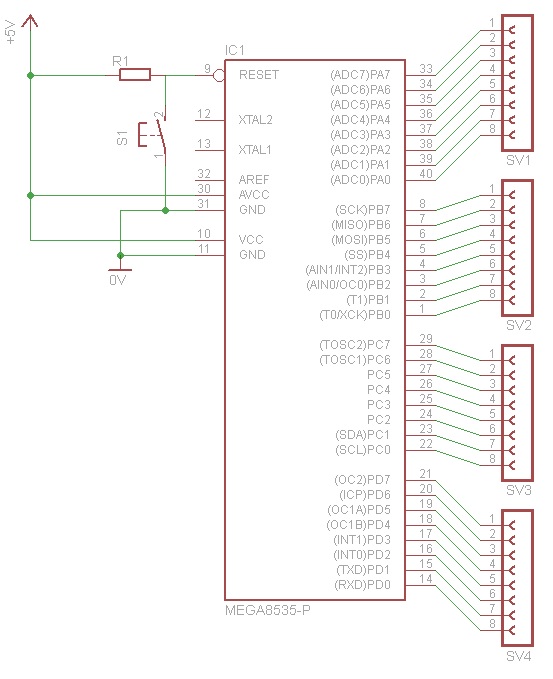 +5V
R1
S1
2
1
0V
IC1
9 RESET
12 XTAL2
13 XTAL1
32 AREF
30 AVCC
31 GND
10 VCC
11 GND
(ADC7)PA7 33
(ADC6)PA6 34
(ADC5)PA5 35
(ADC4)PA4 36
(ADC3)PA3 37
(ADC2)PA2 38
(ADC1)PA1 39
(ADC0)PA0 40
(SCK)PB7 8
(MISO)PB6 7
(MOSI)PB5 6
(SS)PB4 5
(AIN1/INT2)PB3 4
(AIN0/OC0)PB2 3
(T1)PB1 2
(T0/XCK)PB0 1
(TOSC2)PC7 29
(TOSC1)PC6 28
PC5 27
PC4 26
PC3 25
PC2 24
(SDA)PC1 23
(SCL)PC0 22
(OC2)PD7 21
(ICP)PD6 20
(OC1A)PD5 19
(OC1B)PD4 18
(INT1)PD3 17
(INT0)PD2 16
(TXD)PD1 15
(RXD)PD0 14
MEGA8535-P
1
2
3
4
5
6
7
8
SV1
1
2
3
4
5
6
7
8
SV2
1
2
3
4
5
6
7
8
SV3
1
2
3
4
5
6
7
8
SV4